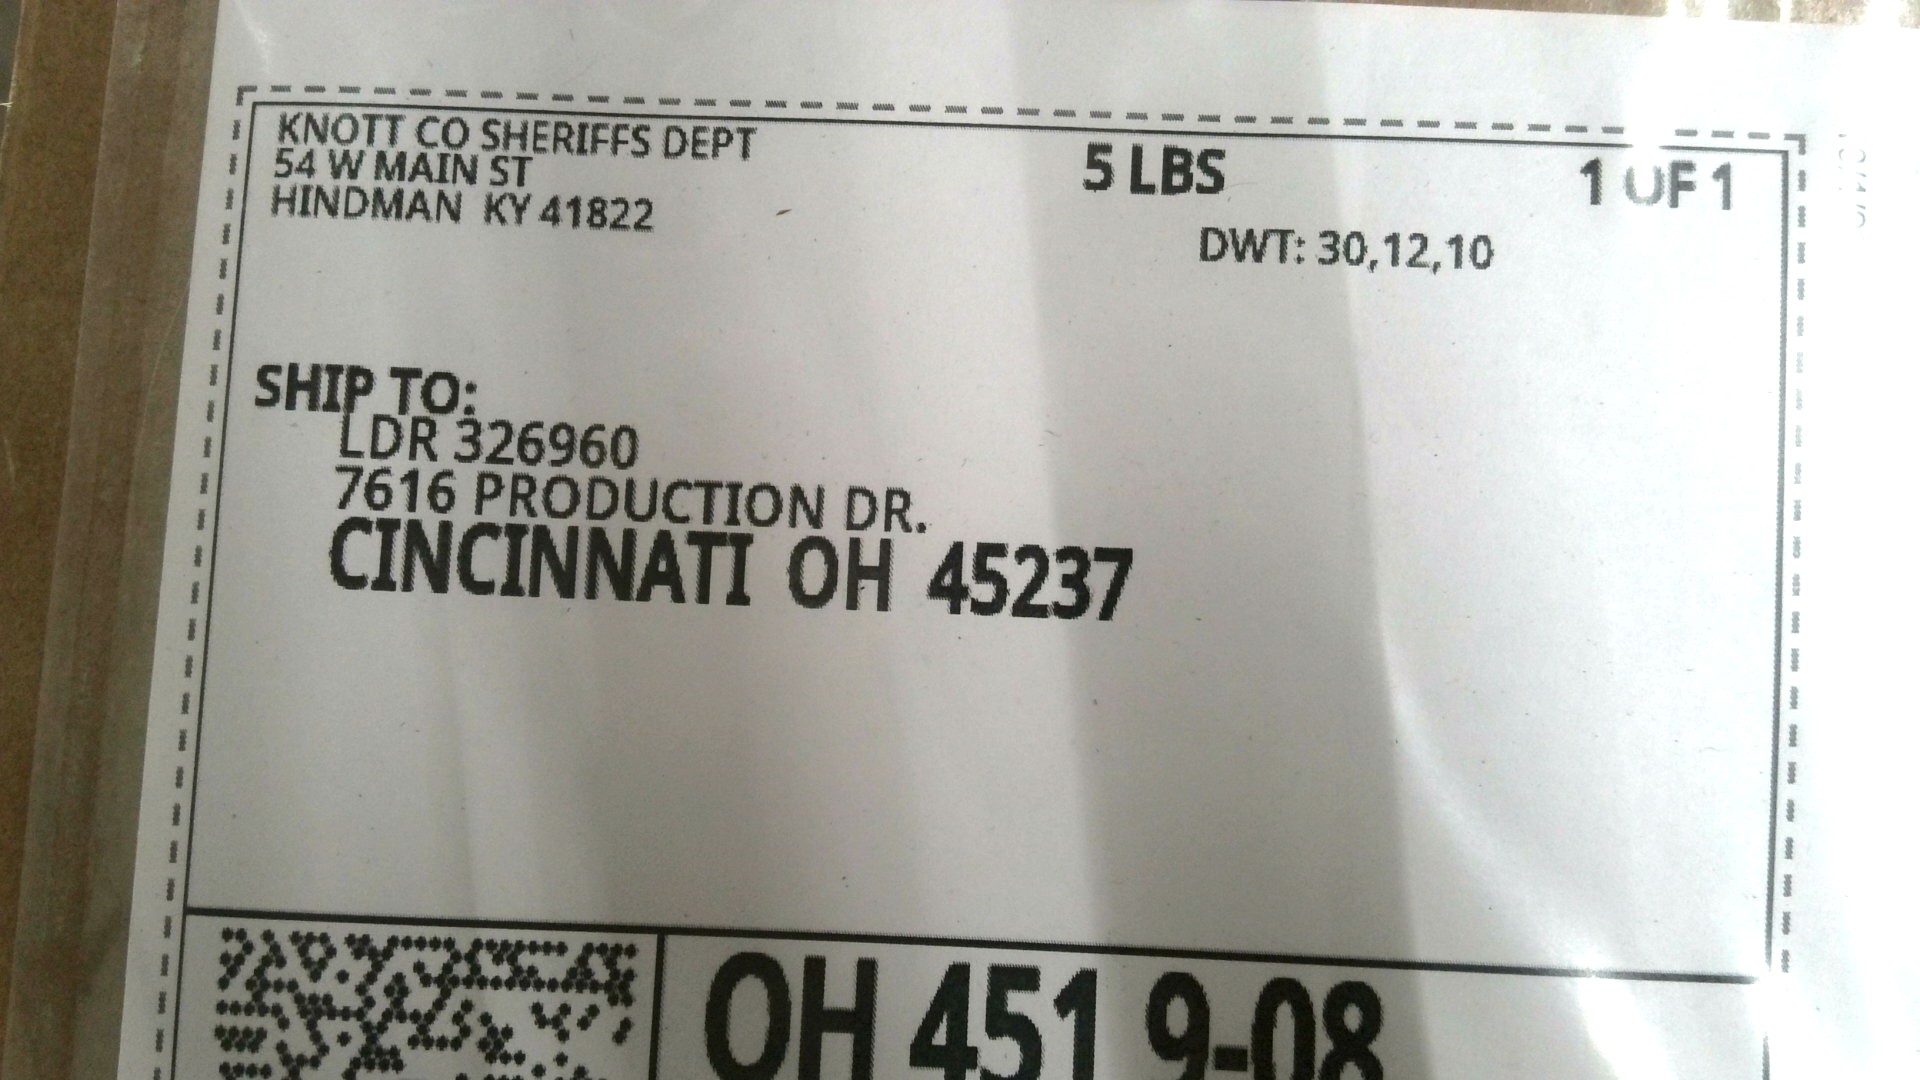 KNOTT CO SHERIFFS DEPT
54 W MAIN ST
HINDMAN KY 41822
5 LBS
1 OF 1
DWT: 30,12,10
SHIP TO:
LDR 326960
7616 PRODUCTION DR.
CINCINNATI OH 45237
OH 451 9-08